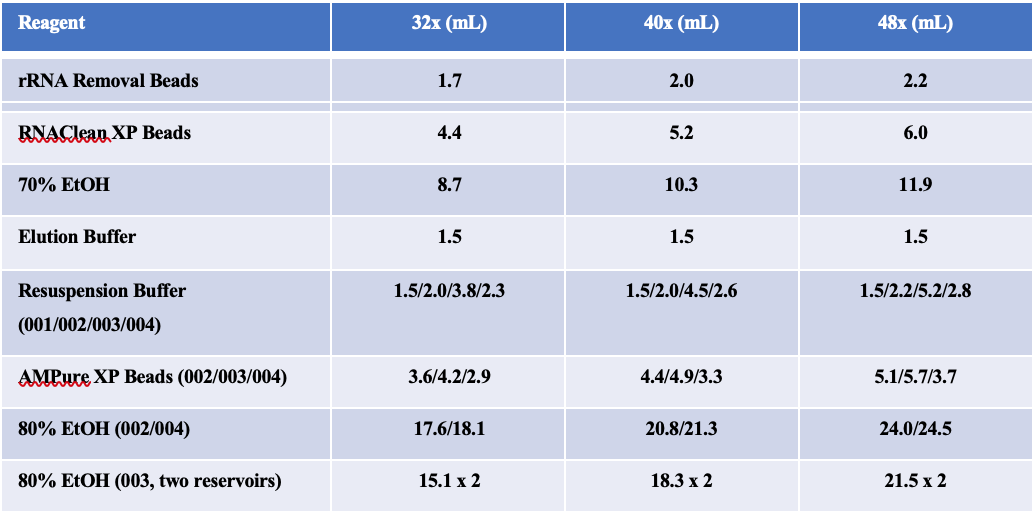 Reagent 32x (mL) 40x (mL) 48x (mL)
rRNA Removal Beads 1.7 2.0 2.2
RNAClean XP Beads 4.4 5.2 6.0
70% EtOH 8.7 10.3 11.9
Elution Buffer 1.5 1.5 1.5
Resuspension Buffer 1.5/2.0/3.8/2.3 1.5/2.0/4.5/2.6 1.5/2.2/5.2/2.8
(001/002/003/004)
AMPure XP Beads (002/003/004) 3.6/4.2/2.9 4.4/4.9/3.3 5.1/5.7/3.7
80% EtOH (002/004) 17.6/18.1 20.8/21.3 24.0/24.5
80% EtOH (003, two reservoirs) 15.1 x 2 18.3 x 2 21.5 x 2